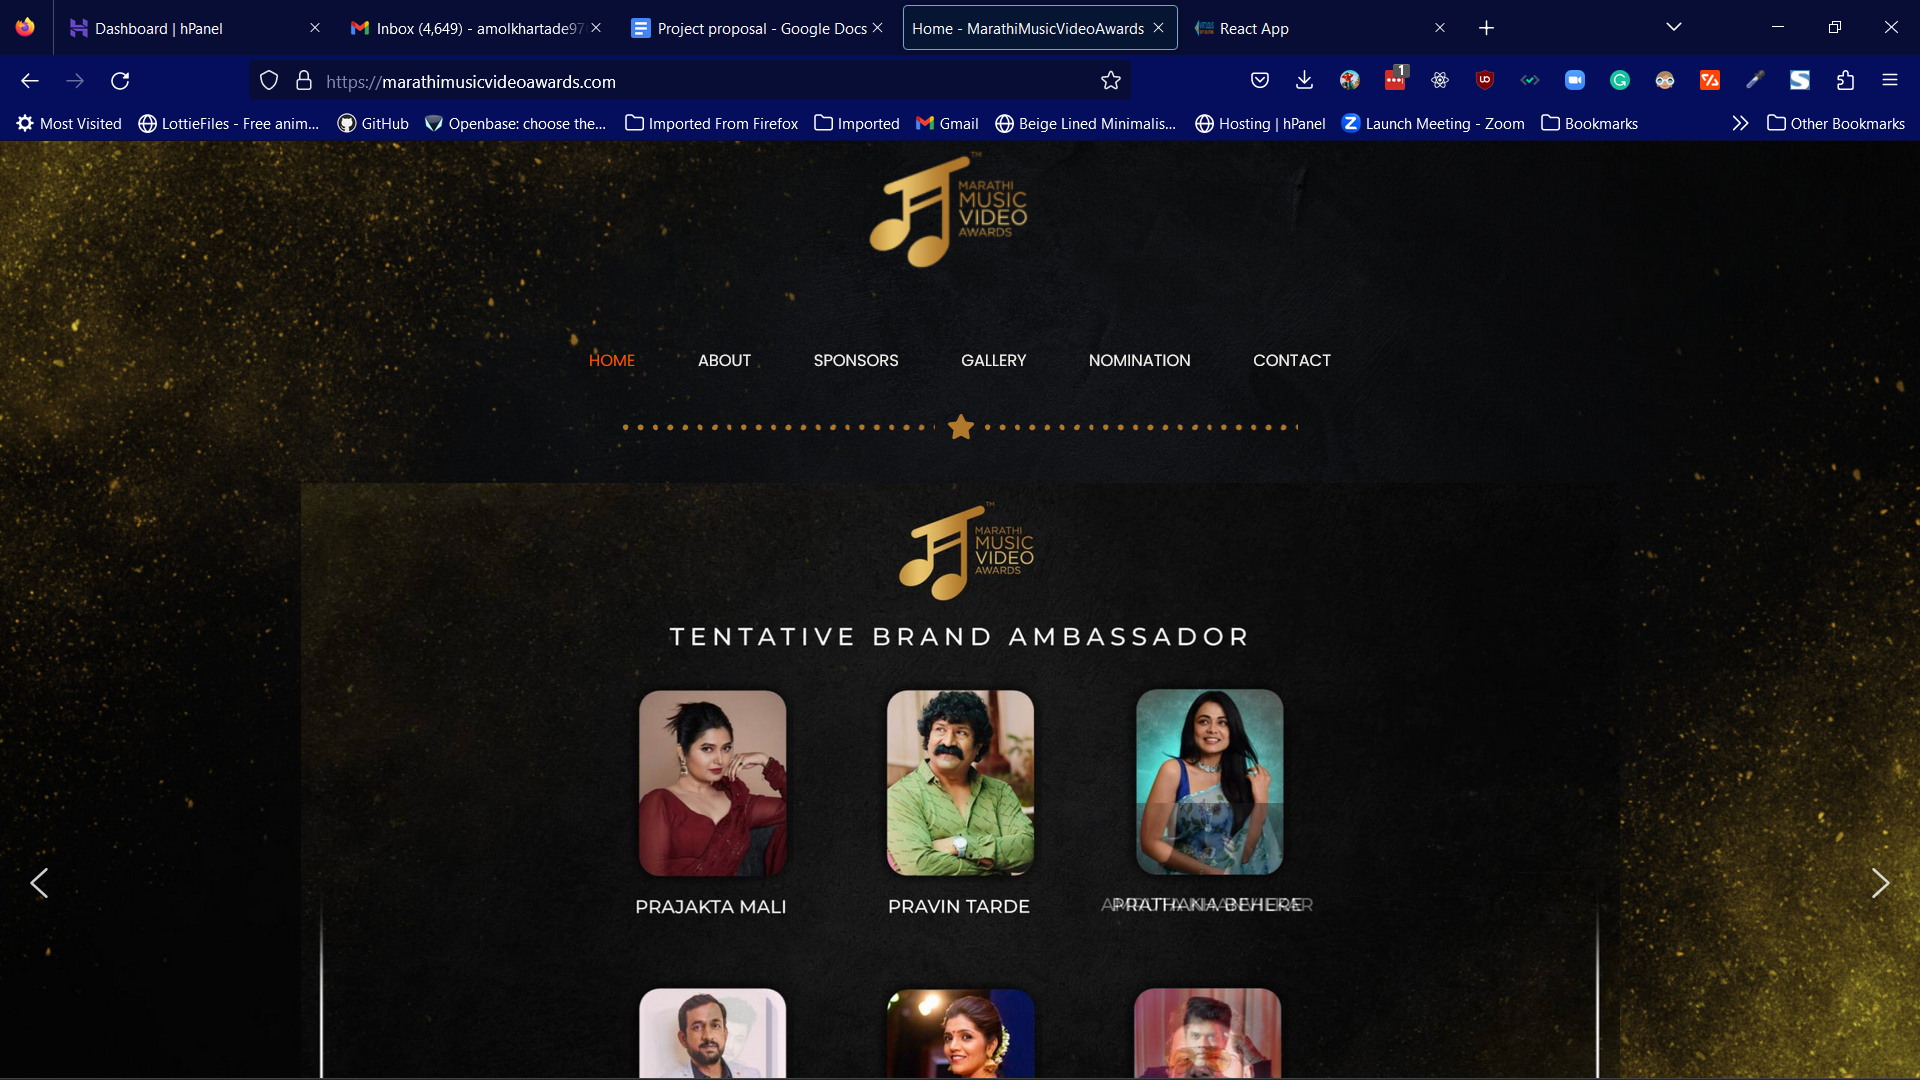 Dashboard | hPanel
Inbox (4,649) - amolkhartade97
Project proposal - Google Docs
Home - MarathiMusicVideoAwards
React App
https://marathimusicvideoawards.com
1
Most Visited
LottieFiles - Free anim...
GitHub
Openbase: choose the...
Imported From Firefox
Imported
Gmail
Beige Lined Minimalis...
Hosting | hPanel
Launch Meeting - Zoom
Bookmarks
Other Bookmarks
TM
MARATHI
MUSIC
VIDEO
AWARDS
HOME
ABOUT
SPONSORS
GALLERY
NOMINATION
CONTACT
TM
MARATHI
MUSIC
VIDEO
AWARDS
TENTATIVE BRAND AMBASSADOR
PRAJAKTA MALI
PRAVIN TARDE